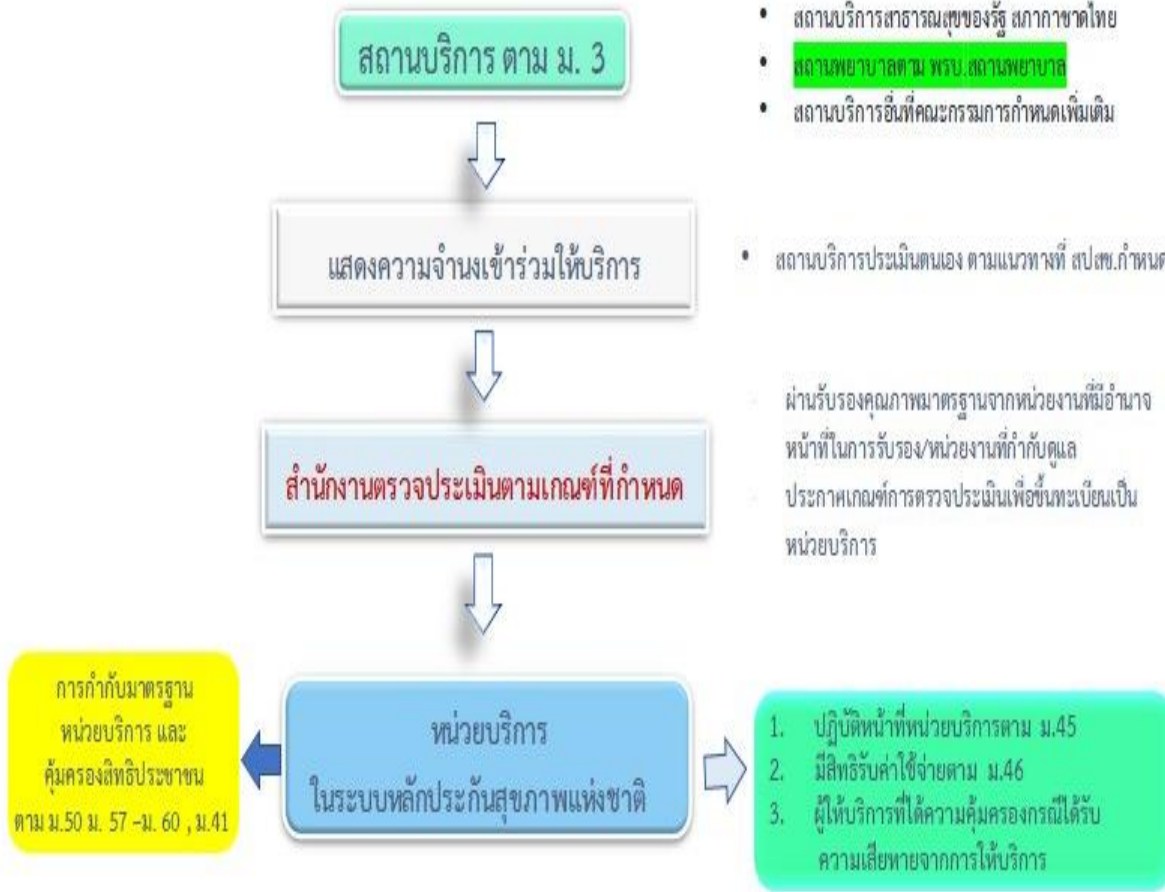 สถานบริการ ตาม ม. 3
• สถานบริการสาธารณสุขของรัฐ สภากาชาดไทย
• สถานพยาบาลตาม พรบ.สถานพยาบาล
• สถานบริการอื่นที่คณะกรรมการกำหนดเพิ่มเติม
แสดงความจำนงเข้าร่วมให้บริการ
• สถานบริการประเมินตนเอง ตามแนวทางที่ สปสช.กำหนด
สำนักงานตรวจประเมินตามเกณฑ์ที่กำหนด
- ผ่านรับรองคุณภาพมาตรฐานจากหน่วยงานที่มีอำนาจ
หน้าที่ในการรับรอง/หน่วยงานที่กำกับดูแล
- ประกาศเกณฑ์การตรวจประเมินเพื่อขึ้นทะเบียนเป็น
หน่วยบริการ
การกำกับมาตรฐาน
หน่วยบริการ และ
คุ้มครองสิทธิประชาชน
ตาม ม.50 ม. 57 –ม. 60 , ม.41
หน่วยบริการ
ในระบบหลักประกันสุขภาพแห่งชาติ
1. ปฏิบัติหน้าที่หน่วยบริการตาม ม.45
2. มีสิทธิรับค่าใช้จ่ายตาม ม.46
3. ผู้ให้บริการที่ได้ความคุ้มครองกรณีได้รับ
ความเสียหายจากการให้บริการ